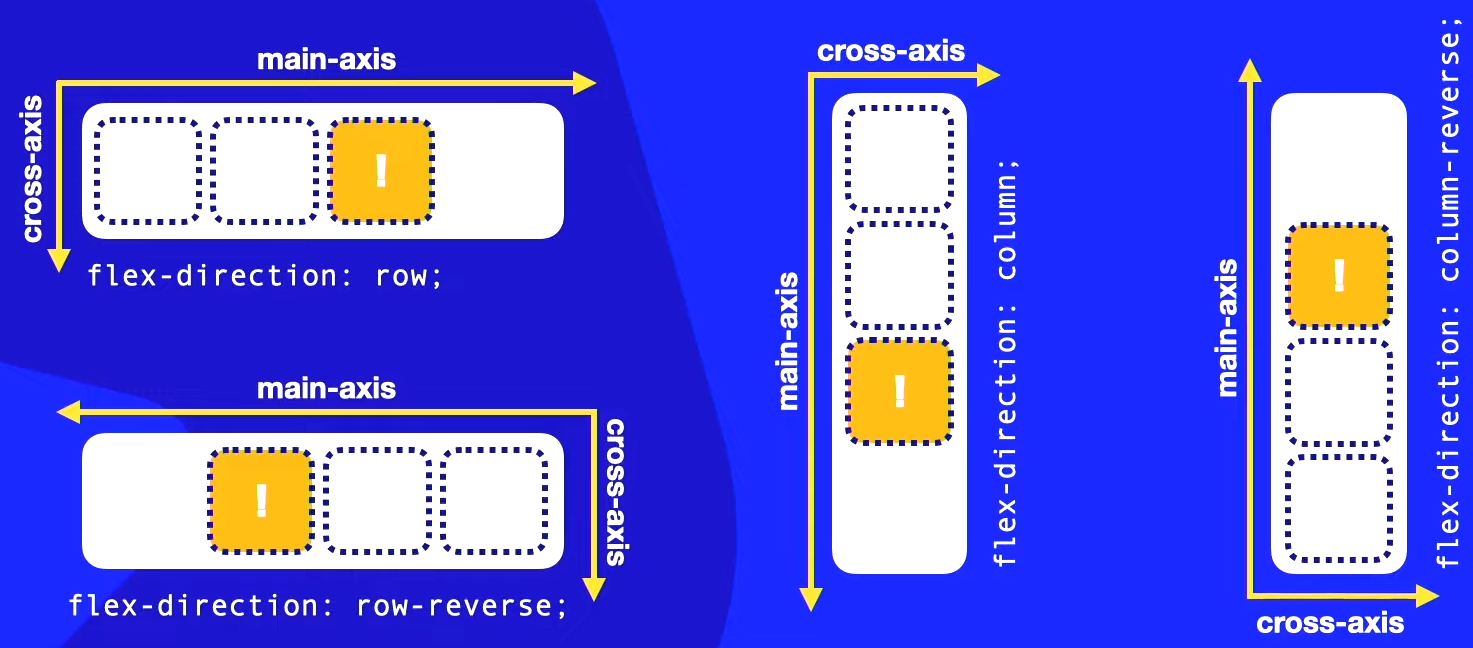 main-axis
cross-axis
!
flex-direction: row;
main-axis
cross-axis
!
flex-direction: row-reverse;
cross-axis
main-axis
!
flex-direction: column;
main-axis
!
cross-axis
flex-direction: column-reverse;